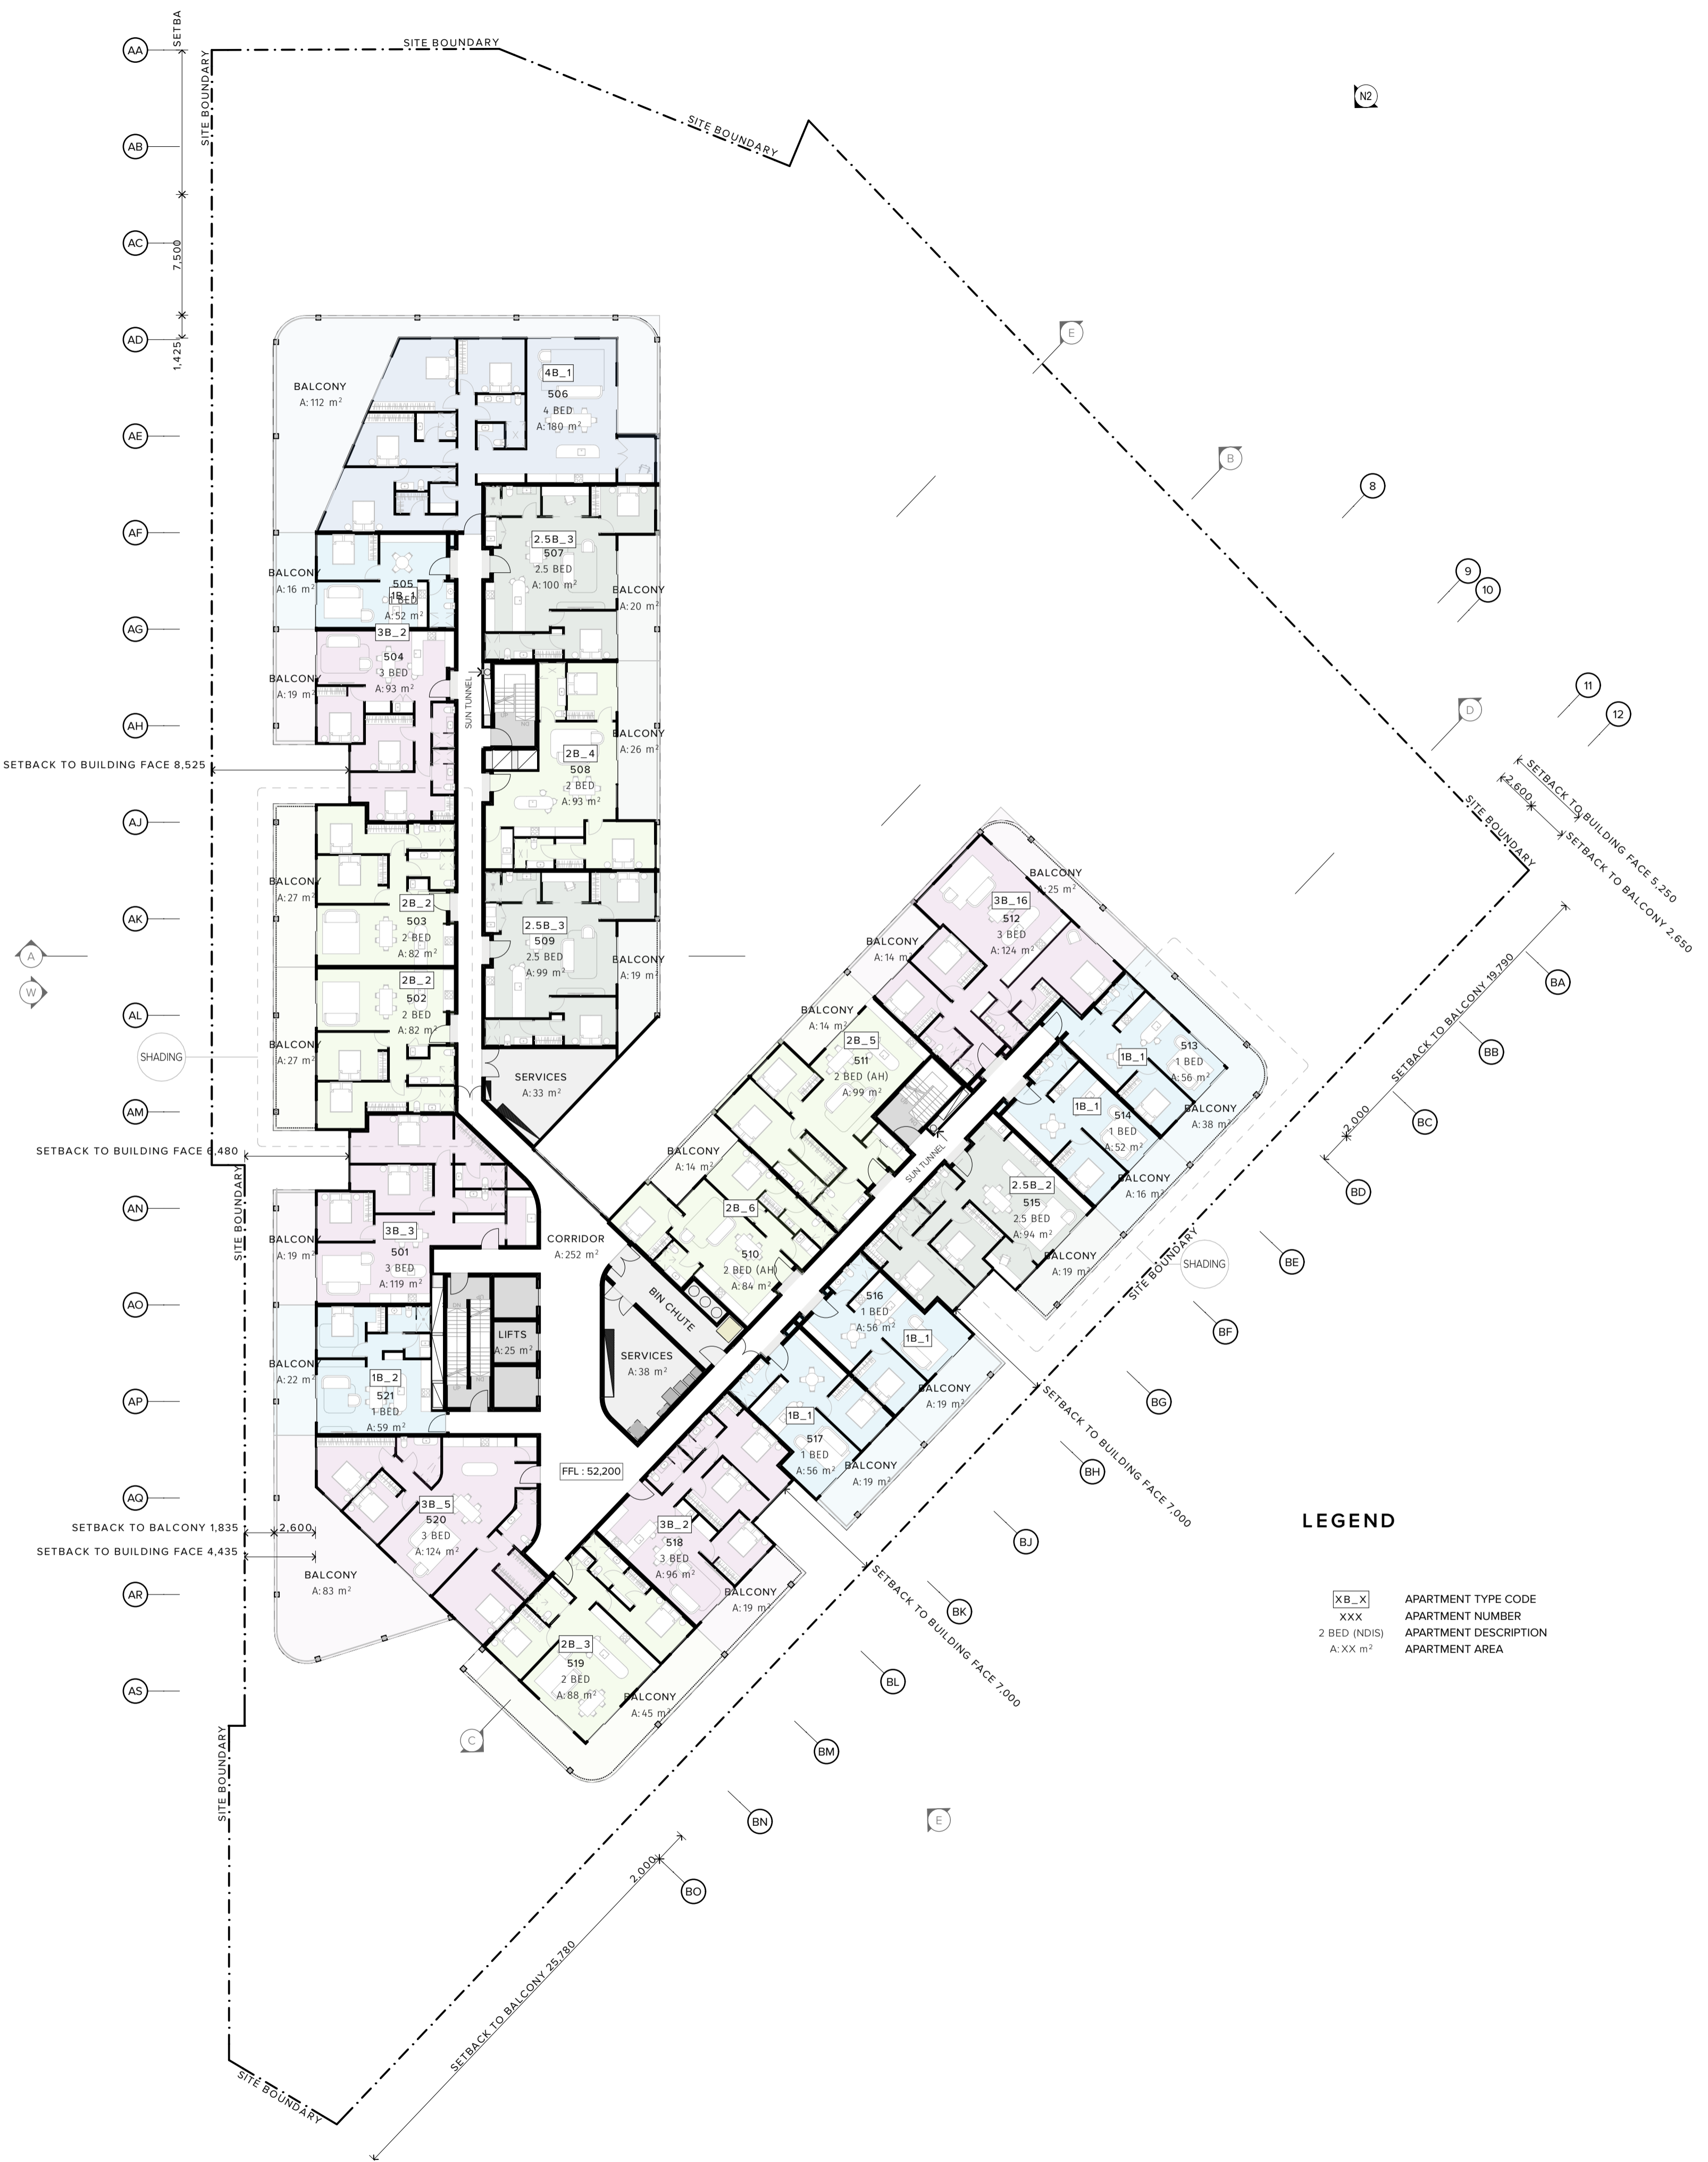 SETBA
AA
SITE BOUNDARY
SITE BOUNDARY
SITE BOUNDARY
N2
AB
AC
7,500
AD
1,425
E
BALCONY
A: 112 m²
4B_1
506
4 BED
A: 180 m²
AE
B
8
AF
2.5B_3
507
2.5 BED
A: 100 m²
BALCONY
A: 16 m²
505
1B_1
1 BED
A: 52 m²
BALCONY
A: 20 m²
9
10
AG
3B_2
504
3 BED
A: 93 m²
BALCONY
A: 19 m²
SUN TUNNEL
11
12
D
AH
BALCONY
A: 26 m²
2B_4
508
2 BED
A: 93 m²
SETBACK TO BUILDING FACE 8,525
SETBACK TO BUILDING FACE 5,250
2,600
SETBACK TO BALCONY 2,650
SITE BOUNDARY
AJ
BALCONY
A: 27 m²
2B_2
503
2 BED
A: 82 m²
BALCONY
A: 25 m²
3B_16
512
3 BED
A: 124 m²
AK
2.5B_3
509
2.5 BED
A: 99 m²
BALCONY
A: 19 m²
BALCONY
A: 14 m²
A
W
2B_2
502
2 BED
A: 82 m²
SETBACK TO BALCONY 19,790
BA
AL
BALCONY
A: 14 m²
2B_5
511
2 BED (AH)
A: 99 m²
BALCONY
A: 27 m²
SHADING
1B_1
513
1 BED
A: 56 m²
BB
SERVICES
A: 33 m²
AM
1B_1
514
1 BED
A: 52 m²
BALCONY
A: 38 m²
2,000
BC
SETBACK TO BUILDING FACE 6,480
BALCONY
A: 14 m²
SUN TUNNEL
2.5B_2
515
2.5 BED
A: 94 m²
BALCONY
A: 16 m²
BD
AN
SITE BOUNDARY
3B_3
501
3 BED
A: 119 m²
BALCONY
A: 19 m²
CORRIDOR
A: 252 m²
2B_6
510
2 BED (AH)
A: 84 m²
BALCONY
A: 19 m²
SITE BOUNDARY
SHADING
BE
AO
BIN CHUTE
516
1 BED
A: 56 m²
1B_1
LIFTS
A: 25 m²
SERVICES
A: 38 m²
BF
BALCONY
A: 22 m²
1B_2
521
1 BED
A: 59 m²
AP
BALCONY
A: 19 m²
SETBACK TO BUILDING FACE 7,000
BG
1B_1
517
1 BED
A: 56 m²
BALCONY
A: 19 m²
FFL : 52,200
BH
AQ
3B_5
520
3 BED
A: 124 m²
3B_2
518
3 BED
A: 96 m²
LEGEND
SETBACK TO BALCONY 1,835
2,600
SETBACK TO BUILDING FACE 4,435
BJ
BALCONY
A: 83 m²
BALCONY
A: 19 m²
SETBACK TO BUILDING FACE 7,000
AR
BK
XB_X APARTMENT TYPE CODE
XXX APARTMENT NUMBER
2 BED (NDIS) APARTMENT DESCRIPTION
A: XX m² APARTMENT AREA
2B_3
519
2 BED
A: 88 m²
BALCONY
A: 45 m²
AS
BL
C
BM
SITE BOUNDARY
BN
E
2,000
BO
SETBACK TO BALCONY 25,780
SITE BOUNDARY